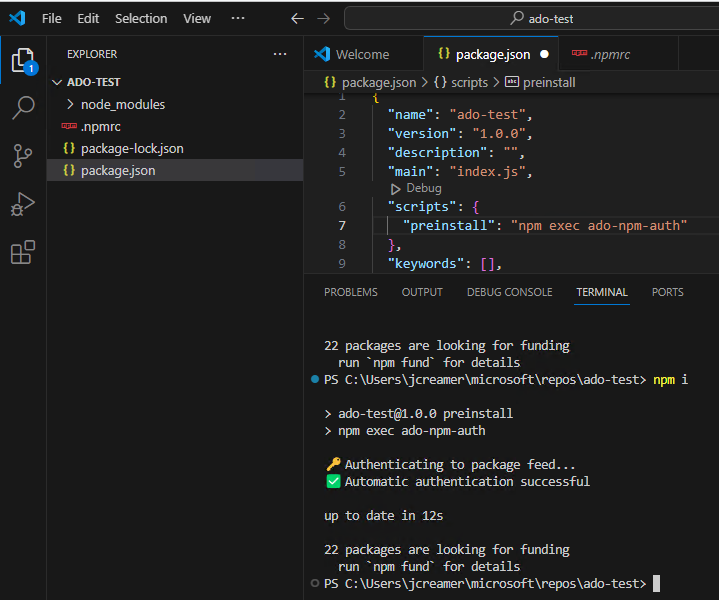 File Edit Selection View ··· ado-test
EXPLORER ···
ADO-TEST
node_modules
.npmrc
package-lock.json
package.json
1
Welcome
package.json
.npmrc
package.json > {} scripts > preinstall
1 {
2 "name": "ado-test",
3 "version": "1.0.0",
4 "description": "",
5 "main": "index.js",
Debug
6 "scripts": {
7 "preinstall": "npm exec ado-npm-auth"
8 },
9 "keywords": [],
PROBLEMS OUTPUT DEBUG CONSOLE TERMINAL PORTS
22 packages are looking for funding
run `npm fund` for details
PS C:\Users\jcreamer\microsoft\repos\ado-test> npm i
> ado-test@1.0.0 preinstall
> npm exec ado-npm-auth
🔑 Authenticating to package feed...
✅ Automatic authentication successful
up to date in 12s
22 packages are looking for funding
run `npm fund` for details
PS C:\Users\jcreamer\microsoft\repos\ado-test>